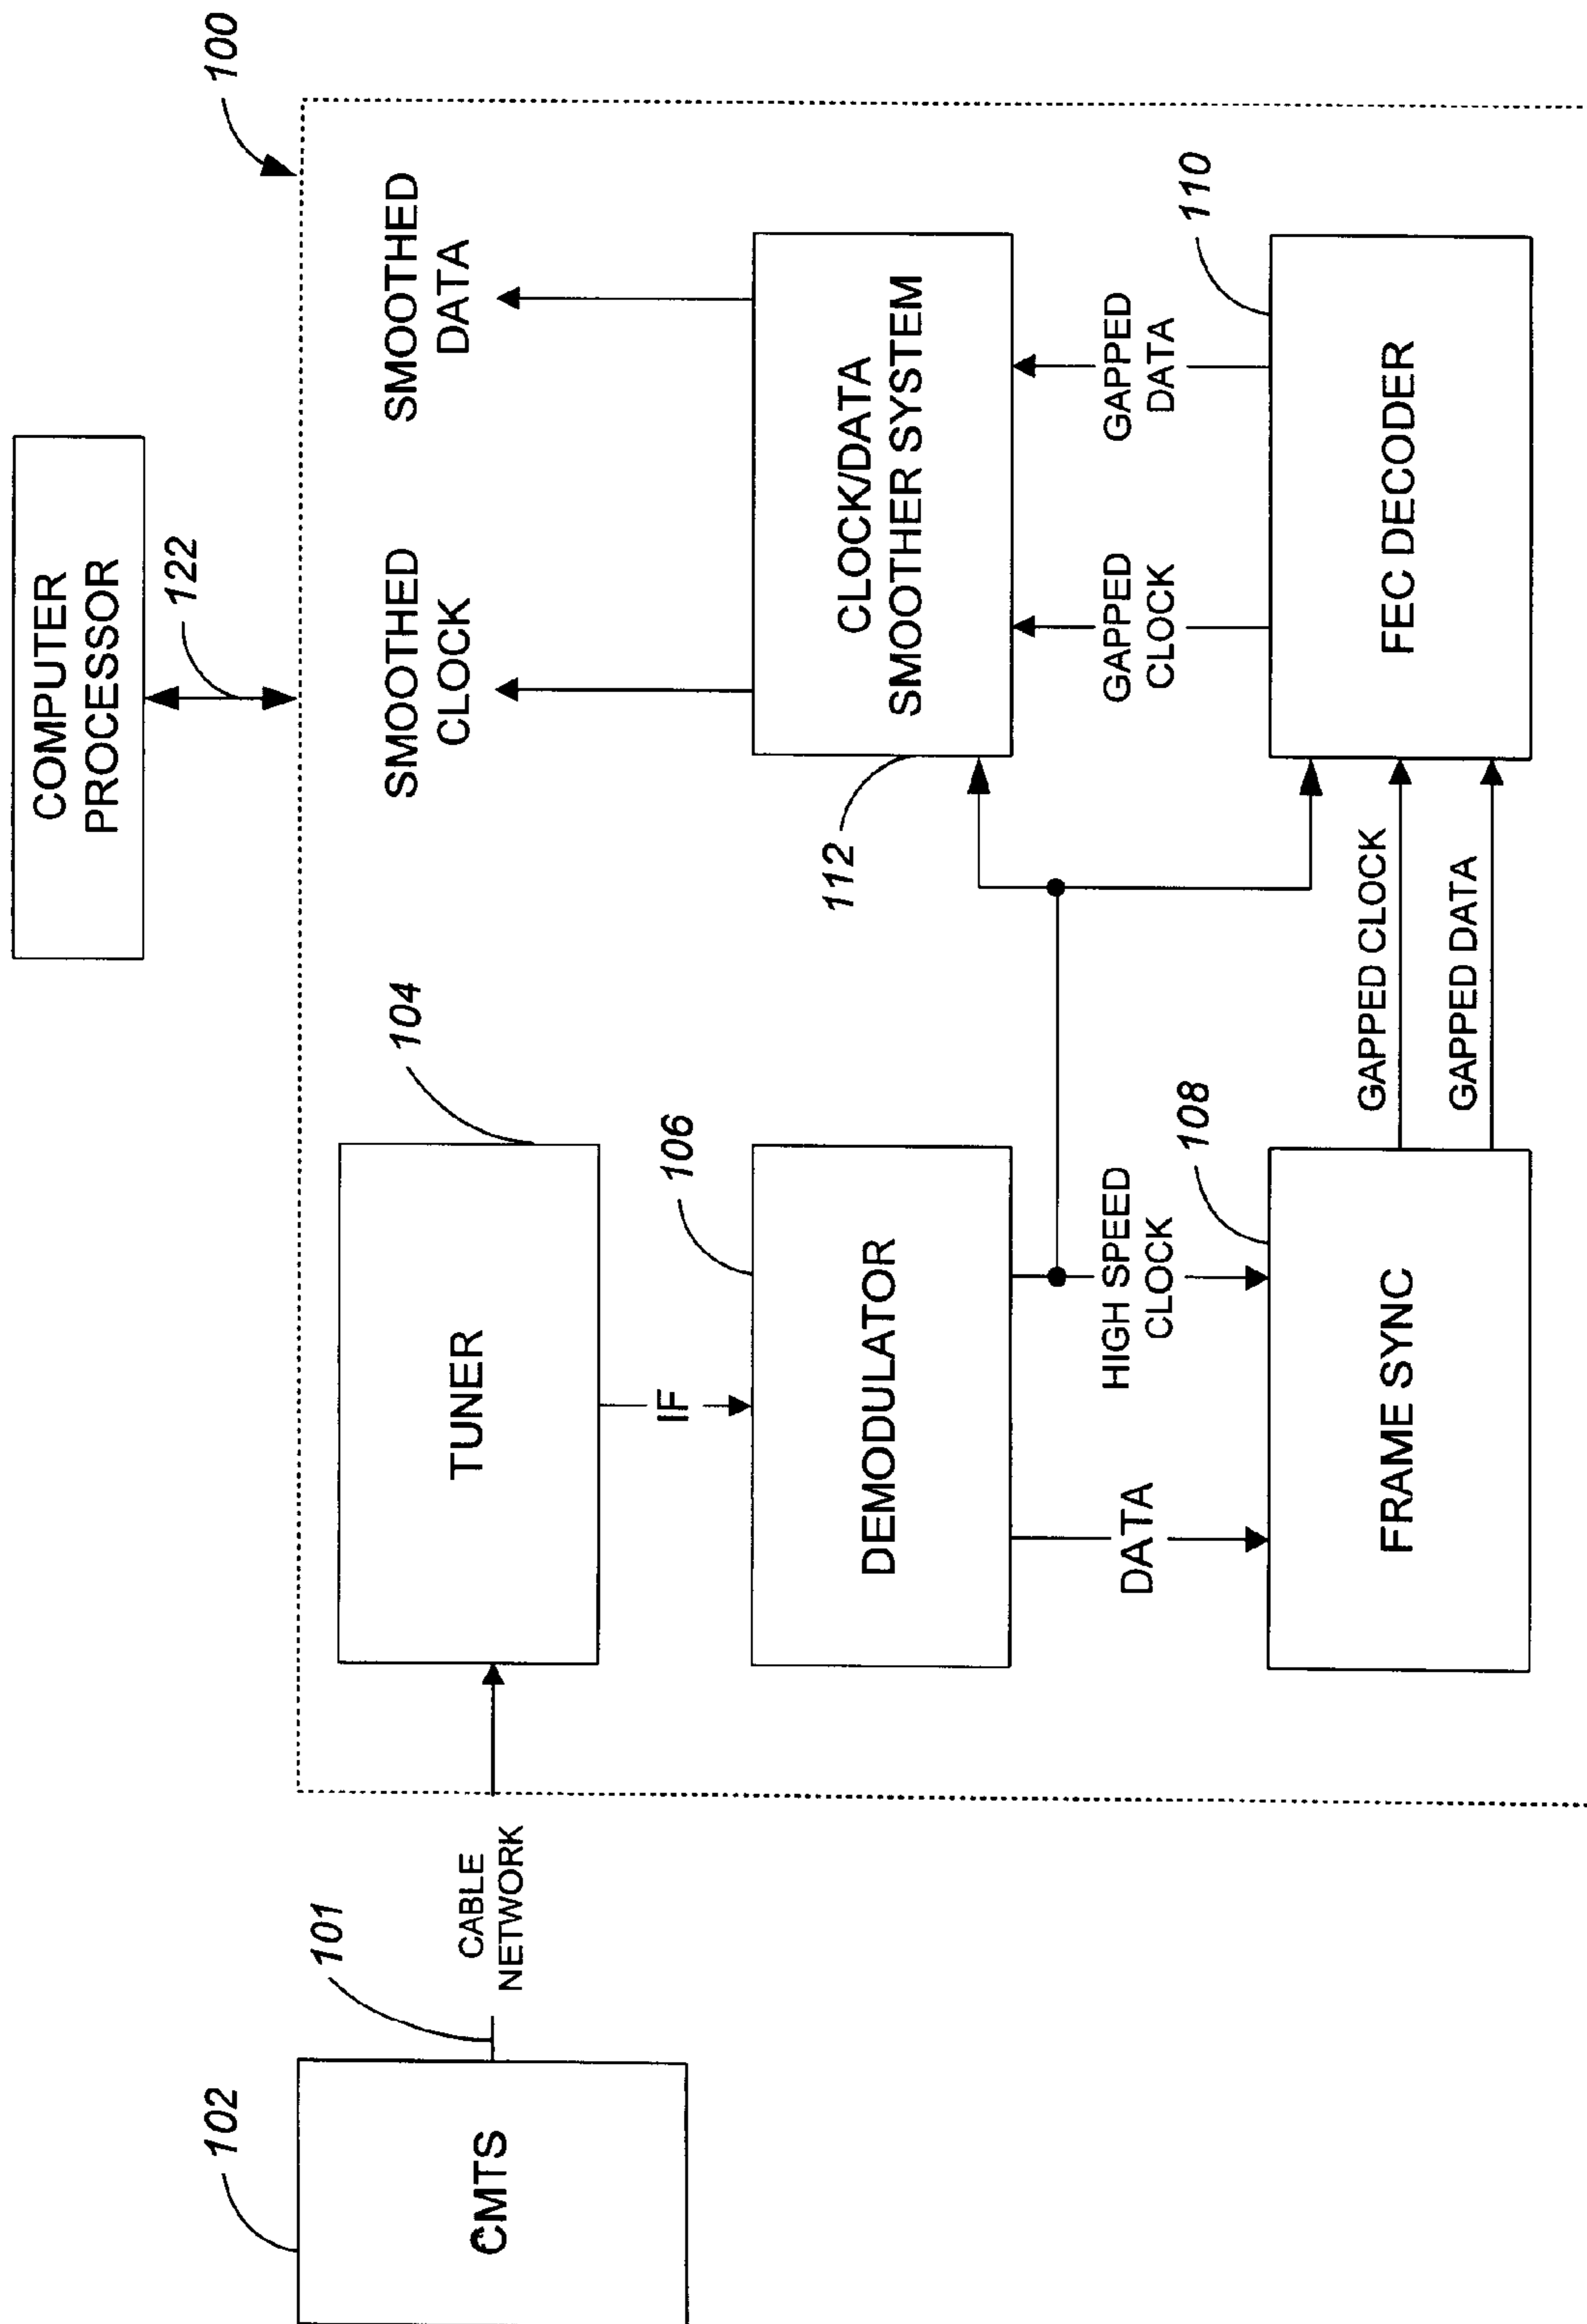 COMPUTER
PROCESSOR
122
100
102
CMTS
101
CABLE
NETWORK
TUNER
104
IF
DEMODULATOR
106
DATA
HIGH SPEED
CLOCK
FRAME SYNC
108
GAPPED CLOCK
GAPPED DATA
SMOOTHED
CLOCK
SMOOTHED
DATA
CLOCK/DATA
SMOOTHER SYSTEM
112
GAPPED
CLOCK
GAPPED
DATA
FEC DECODER
110